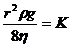 r²ρg/8η = K